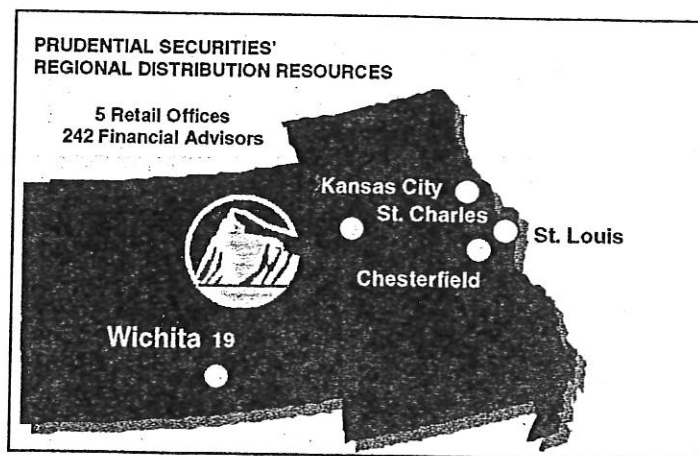 PRUDENTIAL SECURITIES'
REGIONAL DISTRIBUTION RESOURCES
5 Retail Offices
242 Financial Advisors
Kansas City
St. Charles
St. Louis
Chesterfield
Wichita 19